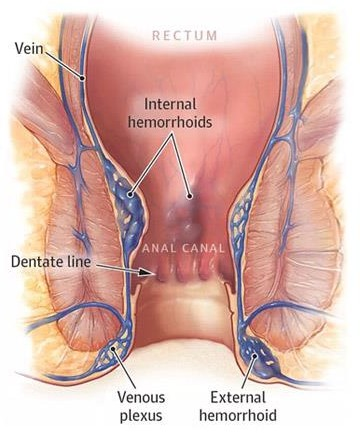 RECTUM
Vein
Internal
hemorrhoids
ANAL CANAL
Dentate line
Venous
plexus
External
hemorrhoid